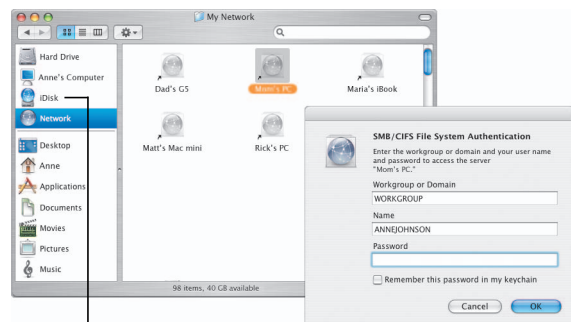 My Network
Hard Drive
Anne's Computer
iDisk
Network
Desktop
Anne
Applications
Documents
Movies
Pictures
Music
Dad's G5
Mom's PC
Maria's iBook
Matt's Mac mini
Rick's PC
98 items, 40 GB available
SMB/CIFS File System Authentication
Enter the workgroup or domain and your user name
and password to access the server
"Mom's PC."
Workgroup or Domain
WORKGROUP
Name
ANNEJOHNSON
Password
Remember this password in my keychain
Cancel
OK